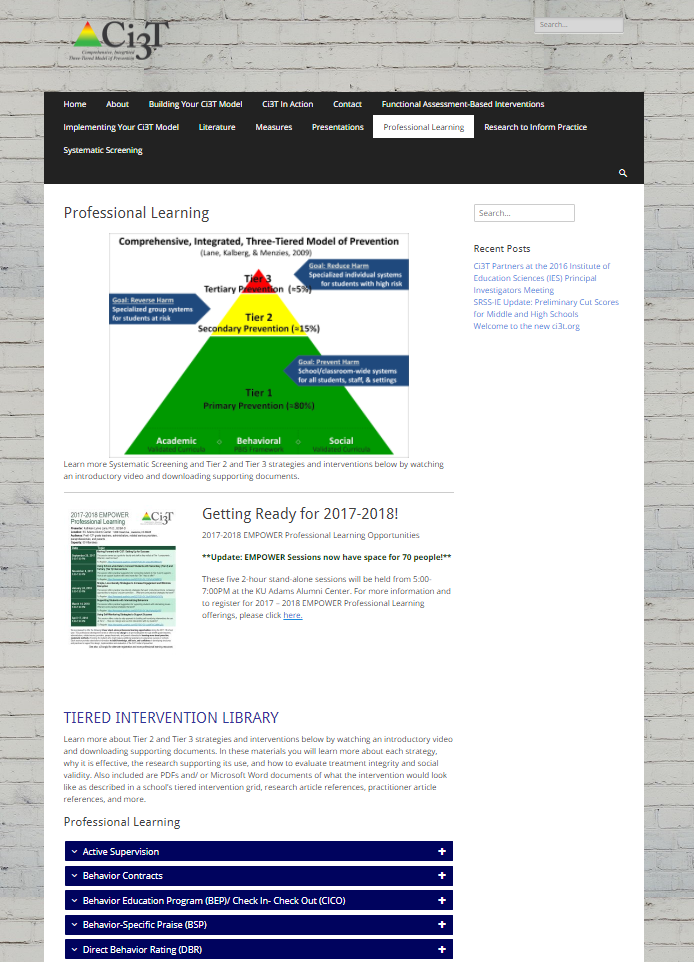 Ci3T
Comprehensive, Integrated
Three-Tiered Model of Prevention
Search...
Home About Building Your Ci3T Model Ci3T In Action Contact Functional Assessment-Based Interventions
Implementing Your Ci3T Model Literature Measures Presentations Professional Learning Research to Inform Practice
Systematic Screening
Professional Learning
Comprehensive, Integrated, Three-Tiered Model of Prevention
(Lane, Kalberg, & Menzies, 2009)
Goal: Reduce Harm
Specialized individual systems
for students with high risk
Tier 3
Tertiary Prevention (≈5%)
Goal: Reverse Harm
Specialized group systems
for students at risk
Tier 2
Secondary Prevention (≈15%)
Goal: Prevent Harm
School/classroom-wide systems
for all students, staff, & settings
Tier 1
Primary Prevention (≈80%)
Academic ○ Behavioral ○ Social
Validated Curricula PBIS Framework Validated Curricula
Learn more Systematic Screening and Tier 2 and Tier 3 strategies and interventions below by watching
an introductory video and downloading supporting documents.
Search...
Recent Posts
Ci3T Partners at the 2016 Institute of
Education Sciences (IES) Principal
Investigators Meeting
SRSS-IE Update: Preliminary Cut Scores
for Middle and High Schools
Welcome to the new ci3t.org
2017-2018 EMPOWER
Professional Learning
Ci3T
Getting Ready for 2017-2018!
2017-2018 EMPOWER Professional Learning Opportunities
**Update: EMPOWER Sessions now have space for 70 people!**
These five 2-hour stand-alone sessions will be held from 5:00-
7:00PM at the KU Adams Alumni Center. For more information and
to register for 2017 – 2018 EMPOWER Professional Learning
offerings, please click here.
TIERED INTERVENTION LIBRARY
Learn more about Tier 2 and Tier 3 strategies and interventions below by watching an introductory video
and downloading supporting documents. In these materials you will learn more about each strategy,
why it is effective, the research supporting its use, and how to evaluate treatment integrity and social
validity. Also included are PDFs and/ or Microsoft Word documents of what the intervention would look
like as described in a school's tiered intervention grid, research article references, practitioner article
references, and more.
Professional Learning
Active Supervision
Behavior Contracts
Behavior Education Program (BEP)/ Check In- Check Out (CICO)
Behavior-Specific Praise (BSP)
Direct Behavior Rating (DBR)